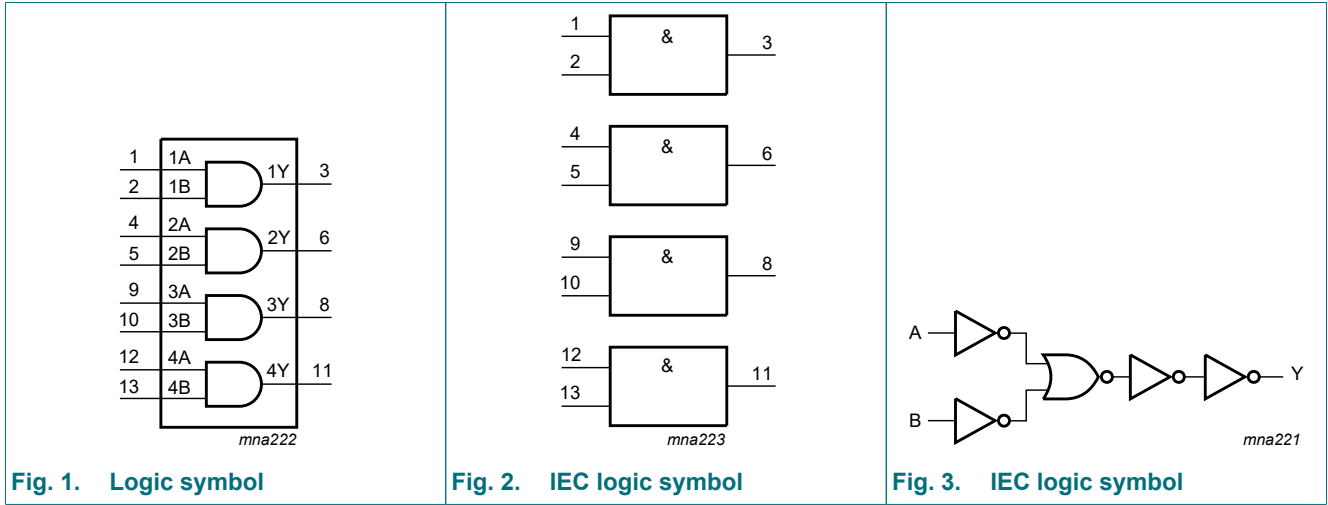 1 1A 1Y 3
2 1B
4 2A 2Y 6
5 2B
9 3A 3Y 8
10 3B
12 4A 4Y 11
13 4B
mna222
Fig. 1. Logic symbol
1 & 3
2
4 & 6
5
9 & 8
10
12 & 11
13
mna223
Fig. 2. IEC logic symbol
A
Y
B
mna221
Fig. 3. IEC logic symbol